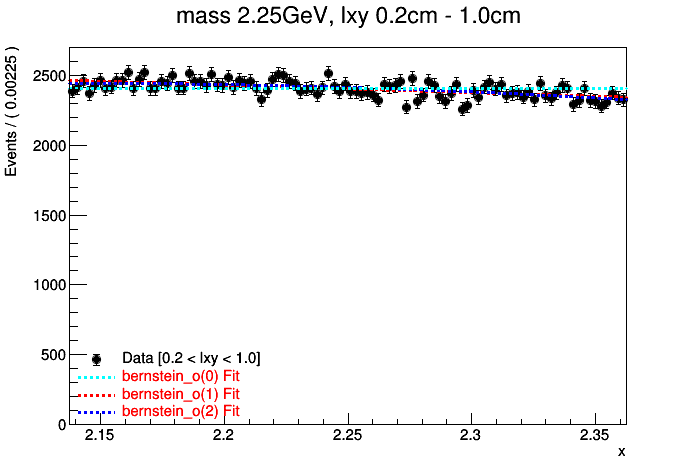 mass 2.25GeV, lxy 0.2cm - 1.0cm
Events / ( 0.00225 )
2500
2000
1500
1000
500
0
Data [0.2 < lxy < 1.0]
bernstein_o(0) Fit
bernstein_o(1) Fit
bernstein_o(2) Fit
2.15 2.2 2.25 2.3 2.35
x